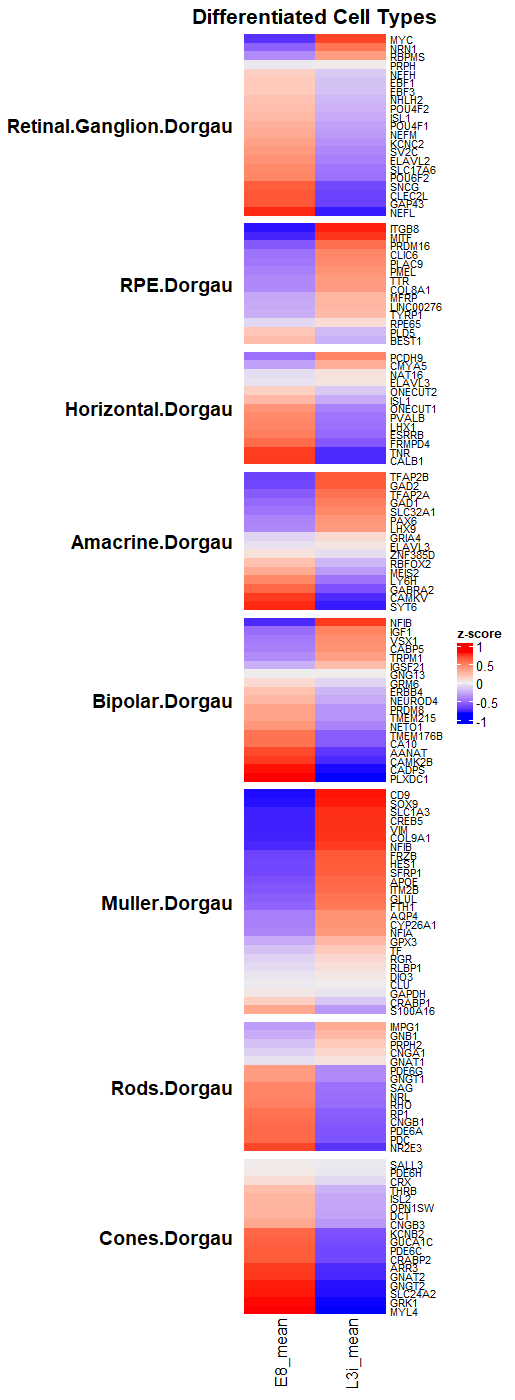 Differentiated Cell Types
Retinal.Ganglion.Dorgau
MYC
NRN1
RBPMS
PRPH
NEFH
EBF1
EBF3
NHLH2
POU4F2
ISL1
POU4F1
NEFM
KCNC2
SV2C
ELAVL2
SLC17A6
POU6F2
SNCG
CLEC2L
GAP43
NEFL
RPE.Dorgau
ITGB8
MITF
PRDM16
CLIC6
PLAC9
PMEL
TTR
COL8A1
MFRP
LINC00276
TYRP1
RPE65
PLD5
BEST1
Horizontal.Dorgau
PCDH9
CMYA5
NAT16
ELAVL3
ONECUT2
ISL1
ONECUT1
PVALB
LHX1
ESRRB
FRMPD4
TNR
CALB1
Amacrine.Dorgau
TFAP2B
GAD2
TFAP2A
GAD1
SLC32A1
PAX6
LHX9
GRIA4
ELAVL3
ZNF385D
RBFOX2
MEIS2
LY6H
GABRA2
CAMKV
SYT6
Bipolar.Dorgau
NFIB
IGF1
VSX1
CABP5
TRPM1
IGSF21
GNG13
GRM6
ERBB4
NEUROD4
PRDM8
TMEM215
NETO1
TMEM176B
CA10
AANAT
CAMK2B
CADPS
PLXDC1
z-score
1
0.5
0
-0.5
-1
Muller.Dorgau
CD9
SOX9
SLC1A3
CREB5
VIM
COL9A1
NFIB
FRZB
HES1
SFRP1
APOE
ITM2B
GLUL
FTH1
AQP4
CYP26A1
NFIA
GPX3
TF
RGR
RLBP1
DIO3
CLU
GAPDH
CRABP1
S100A16
Rods.Dorgau
IMPG1
GNB1
PRPH2
CNGA1
GNAT1
PDE6G
GNGT1
SAG
NRL
RHO
RP1
CNGB1
PDE6A
PDC
NR2E3
Cones.Dorgau
SALL3
PDE6H
CRX
THRB
ISL2
OPN1SW
DCT
CNGB3
KCNB2
GUCA1C
PDE6C
CRABP2
ARR3
GNAT2
GNGT2
SLC24A2
GRK1
MYL4
E8_mean
L3i_mean